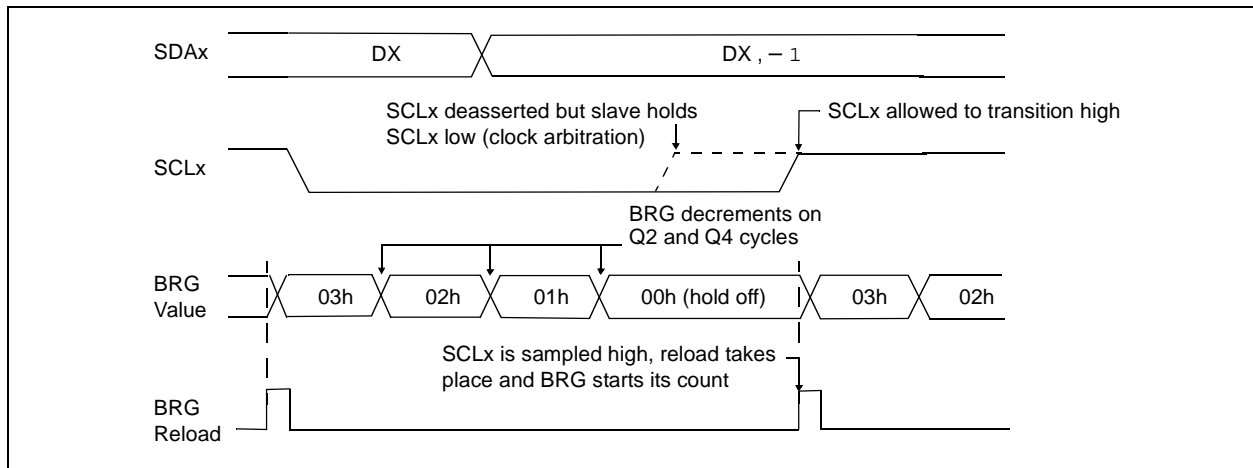 SDAx
DX
DX , – 1
SCLx deasserted but slave holds
SCLx low (clock arbitration)
SCLx allowed to transition high
SCLx
BRG decrements on
Q2 and Q4 cycles
BRG
Value
03h
02h
01h
00h (hold off)
03h
02h
SCLx is sampled high, reload takes
place and BRG starts its count
BRG
Reload